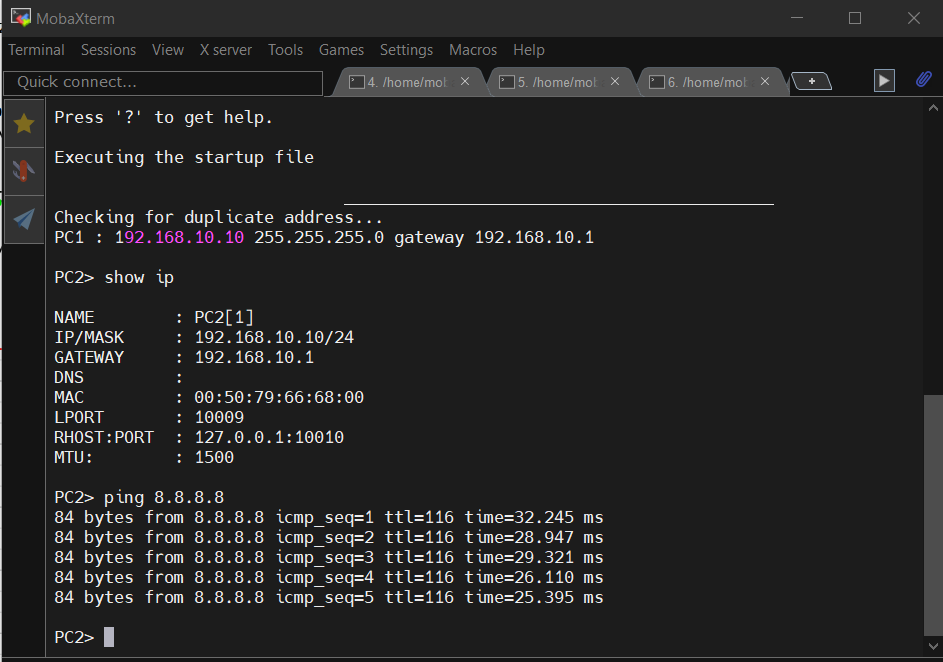 MobaXterm
Terminal Sessions View X server Tools Games Settings Macros Help
Quick connect...
4. /home/mob
5. /home/mob
6. /home/mob
Press '?' to get help.
Executing the startup file
Checking for duplicate address...
PC1 : 192.168.10.10 255.255.255.0 gateway 192.168.10.1
PC2> show ip
NAME : PC2[1]
IP/MASK : 192.168.10.10/24
GATEWAY : 192.168.10.1
DNS :
MAC : 00:50:79:66:68:00
LPORT : 10009
RHOST:PORT : 127.0.0.1:10010
MTU: : 1500
PC2> ping 8.8.8.8
84 bytes from 8.8.8.8 icmp_seq=1 ttl=116 time=32.245 ms
84 bytes from 8.8.8.8 icmp_seq=2 ttl=116 time=28.947 ms
84 bytes from 8.8.8.8 icmp_seq=3 ttl=116 time=29.321 ms
84 bytes from 8.8.8.8 icmp_seq=4 ttl=116 time=26.110 ms
84 bytes from 8.8.8.8 icmp_seq=5 ttl=116 time=25.395 ms
PC2>